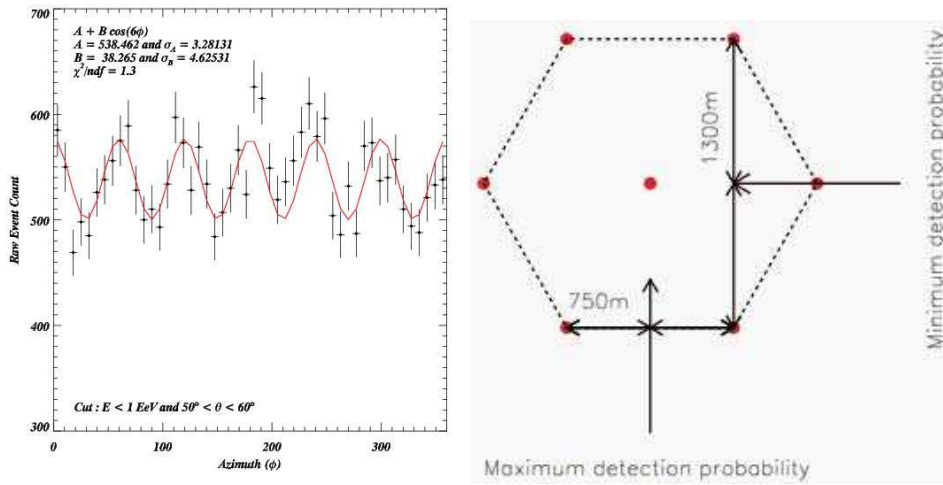 A + B cos(6ϕ)
A = 538.462 and σ_A = 3.28131
B = 38.265 and σ_B = 4.62531
χ²/ndf = 1.3
700
600
500
400
300
Raw Event Count
Cut : E < 1 EeV and 50° < θ < 60°
0 100 200 300
Azimuth (ϕ)
1300m
750m
Minimum detection probability
Maximum detection probability